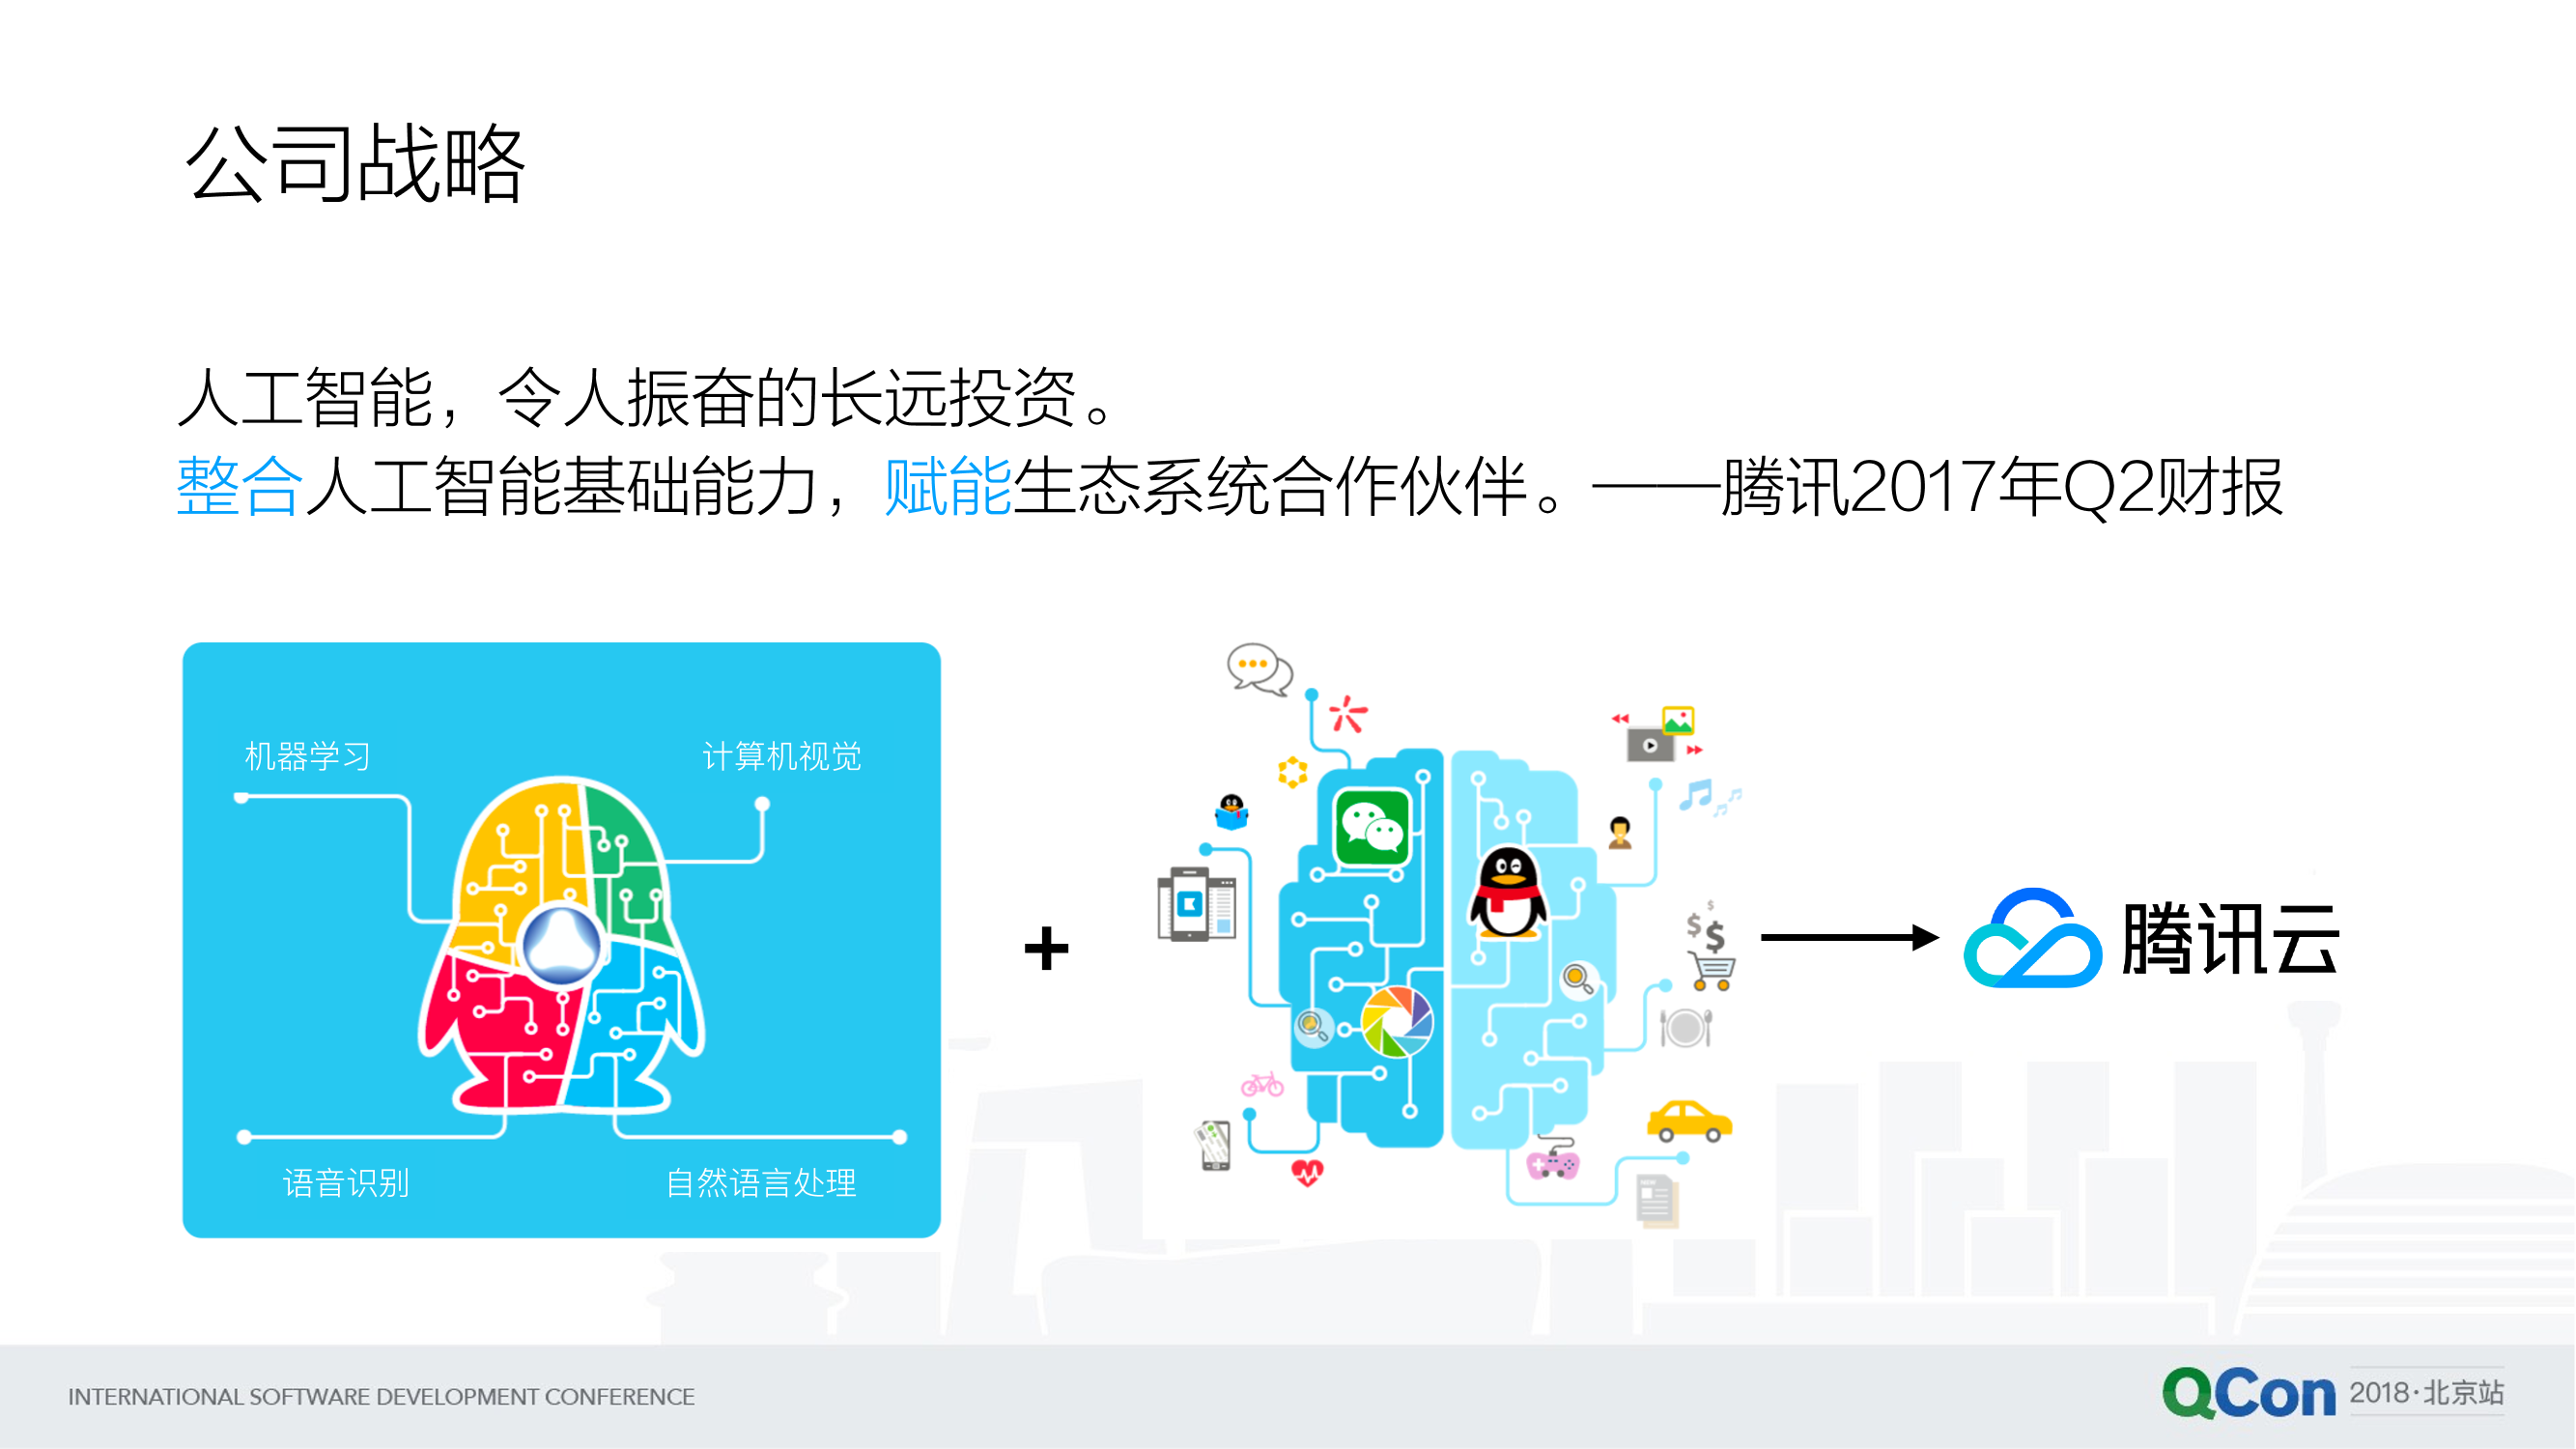 公司战略
人工智能，令人振奋的长远投资。
整合人工智能基础能力，赋能生态系统合作伙伴。——腾讯2017年Q2财报
机器学习
计算机视觉
语音识别
自然语言处理
+
腾讯云
INTERNATIONAL SOFTWARE DEVELOPMENT CONFERENCE
QCon 2018·北京站